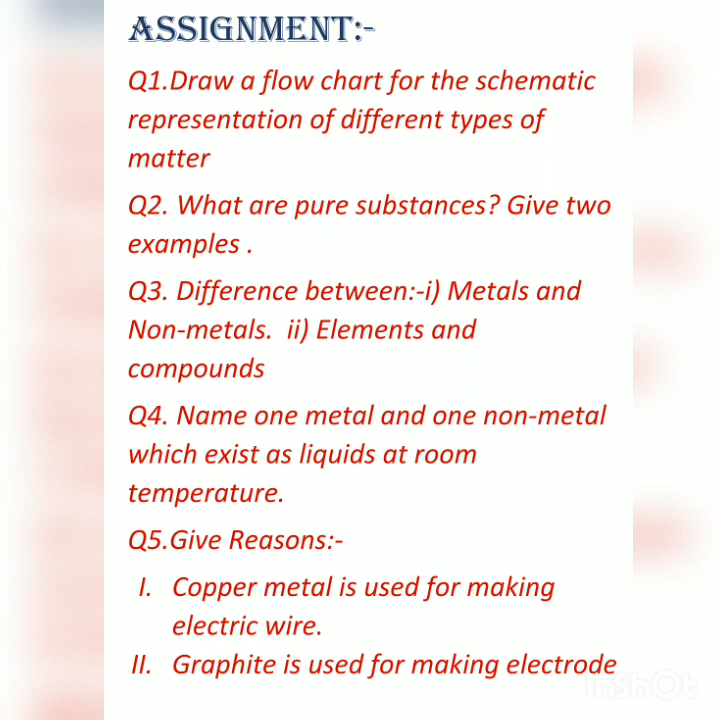 ASSIGNMENT:-
Q1.Draw a flow chart for the schematic
representation of different types of
matter
Q2. What are pure substances? Give two
examples .
Q3. Difference between:-i) Metals and
Non-metals.  ii) Elements and
compounds
Q4. Name one metal and one non-metal
which exist as liquids at room
temperature.
Q5.Give Reasons:-
I. Copper metal is used for making
electric wire.
II. Graphite is used for making electrode
InShOt